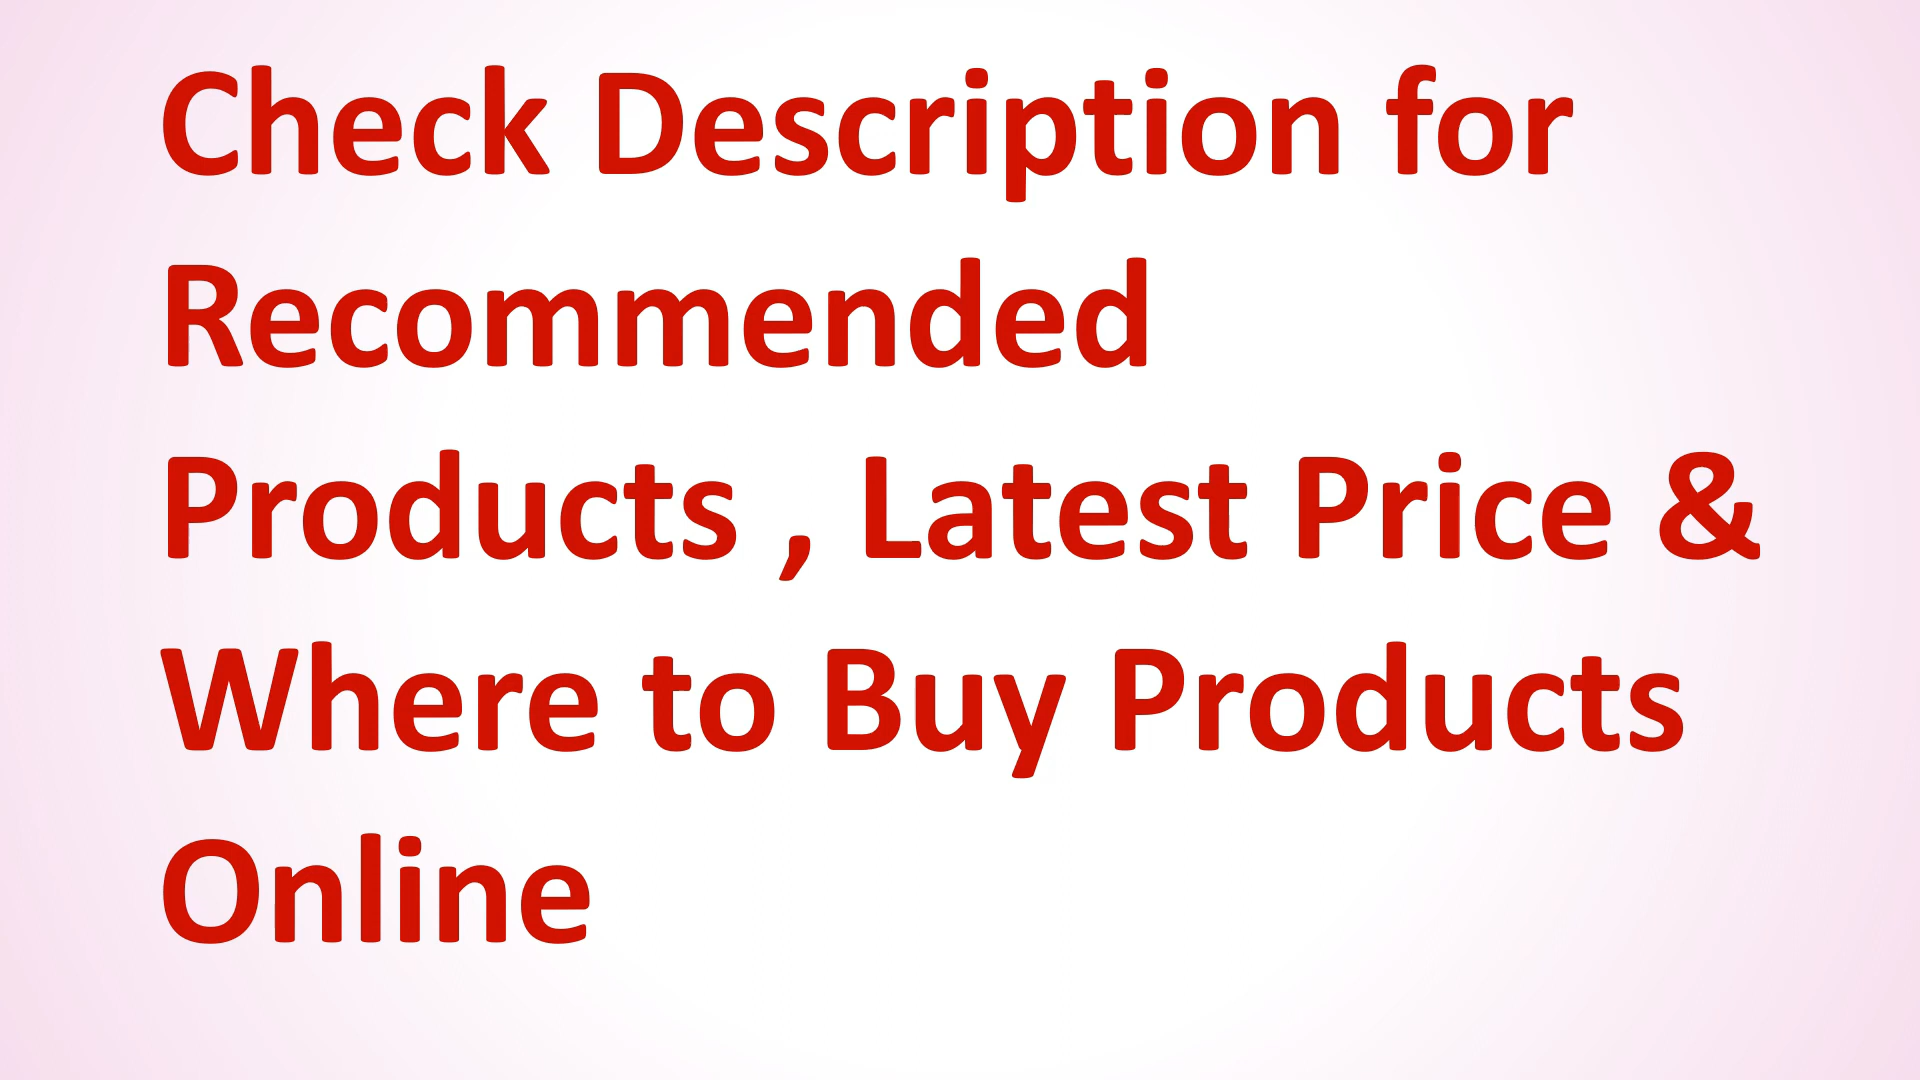 Check Description for
Recommended
Products , Latest Price &
Where to Buy Products
Online